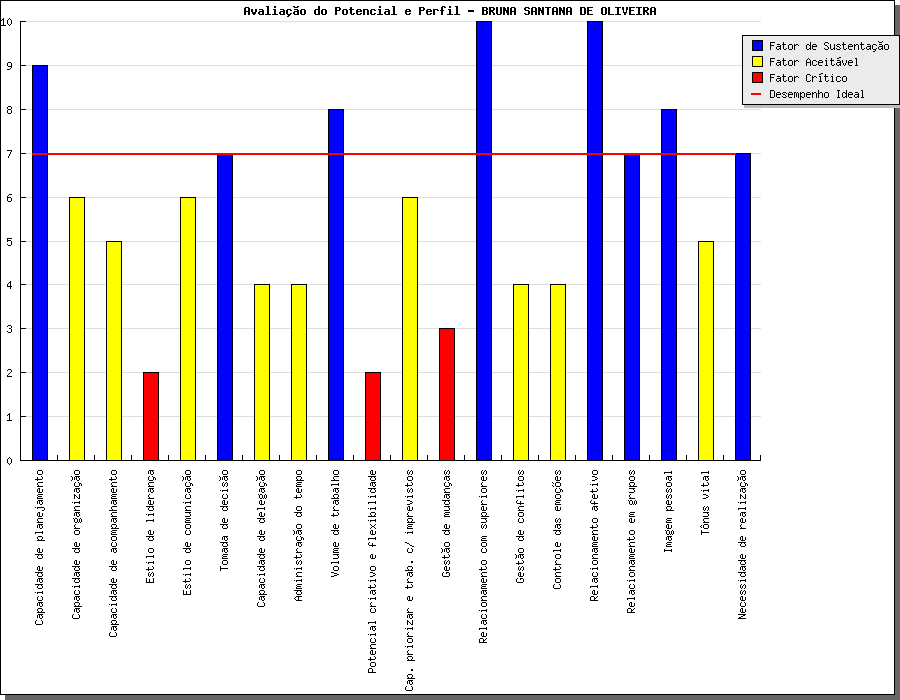 Avaliação do Potencial e Perfil - BRUNA SANTANA DE OLIVEIRA
Fator de Sustentação
Fator Aceitável
Fator Crítico
Desempenho Ideal
10
9
8
7
6
5
4
3
2
1
0
Capacidade de planejamento
Capacidade de organização
Capacidade de acompanhamento
Estilo de liderança
Estilo de comunicação
Tomada de decisão
Capacidade de delegação
Administração do tempo
Volume de trabalho
Potencial criativo e flexibilidade
Cap. priorizar e trab. c/ imprevistos
Gestão de mudanças
Relacionamento com superiores
Gestão de conflitos
Controle das emoções
Relacionamento afetivo
Relacionamento em grupos
Imagem pessoal
Tônus vital
Necessidade de realização